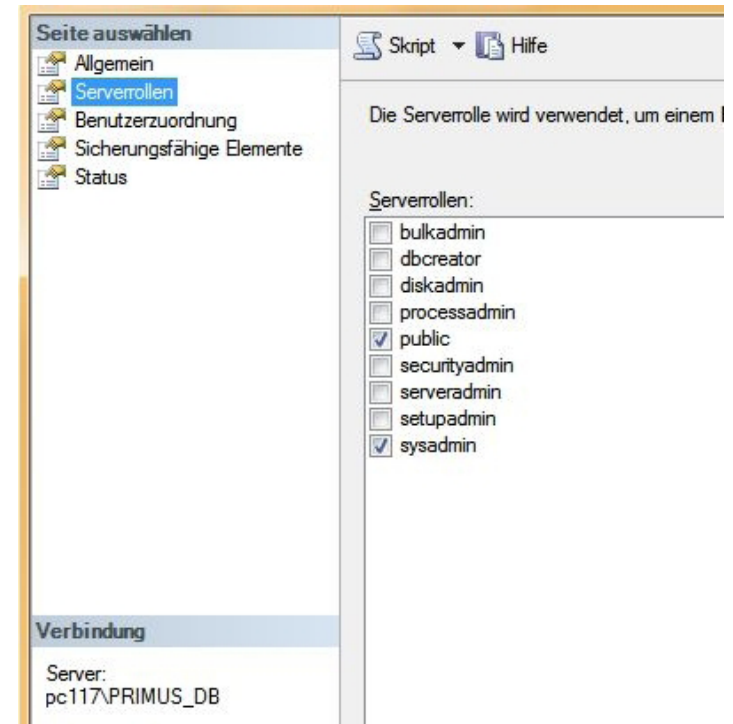 Seite auswählen
Allgemein
Serverrollen
Benutzerzuordnung
Sicherungsfähige Elemente
Status
Skript Hilfe
Die Serverrolle wird verwendet, um einem
Serverrollen:
bulkadmin
dbcreator
diskadmin
processadmin
public
securityadmin
serveradmin
setupadmin
sysadmin
Verbindung
Server:
pc117\PRIMUS_DB